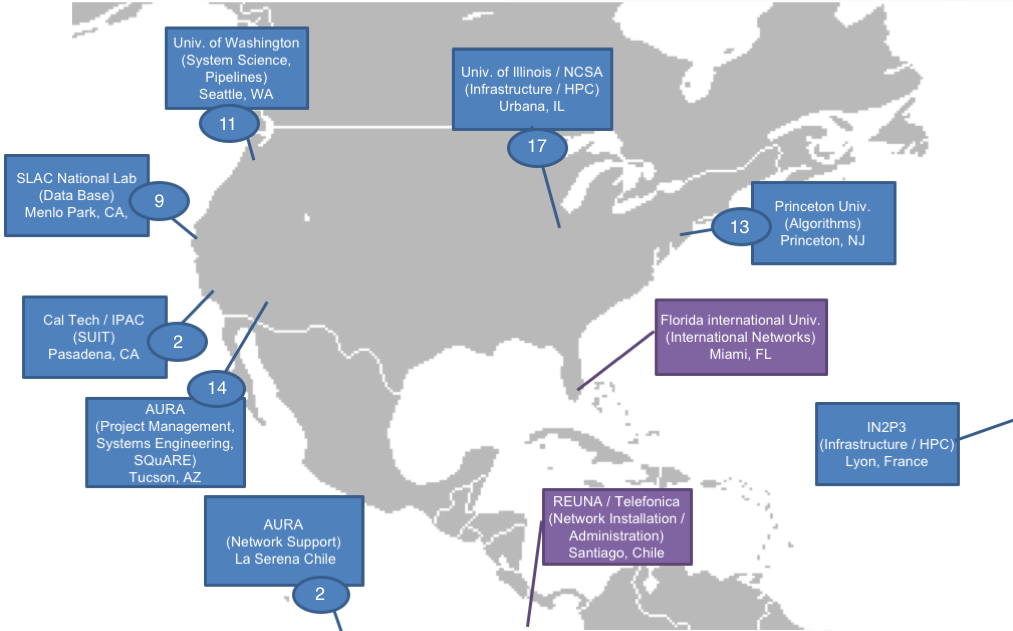 Univ. of Washington
(System Science,
Pipelines)
Seattle, WA
11
Univ. of Illinois / NCSA
(Infrastructure / HPC)
Urbana, IL
17
SLAC National Lab
(Data Base)
Menlo Park, CA,
9
Princeton Univ.
(Algorithms)
Princeton, NJ
13
Cal Tech / IPAC
(SUIT)
Pasadena, CA
2
Florida international Univ.
(International Networks)
Miami, FL
14
AURA
(Project Management,
Systems Engineering,
SQuARE)
Tucson, AZ
IN2P3
(Infrastructure / HPC)
Lyon, France
AURA
(Network Support)
La Serena Chile
2
REUNA / Telefonica
(Network Installation /
Administration)
Santiago, Chile